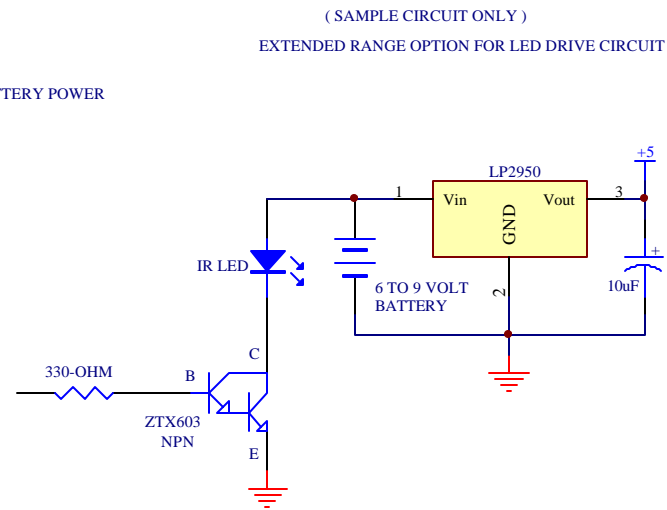 ( SAMPLE CIRCUIT ONLY )
EXTENDED RANGE OPTION FOR LED DRIVE CIRCUIT
TTERY POWER
+5
LP2950
1
Vin
Vout
3
GND
2
IR LED
+
10uF
6 TO 9 VOLT
BATTERY
C
330-OHM
B
ZTX603
NPN
E